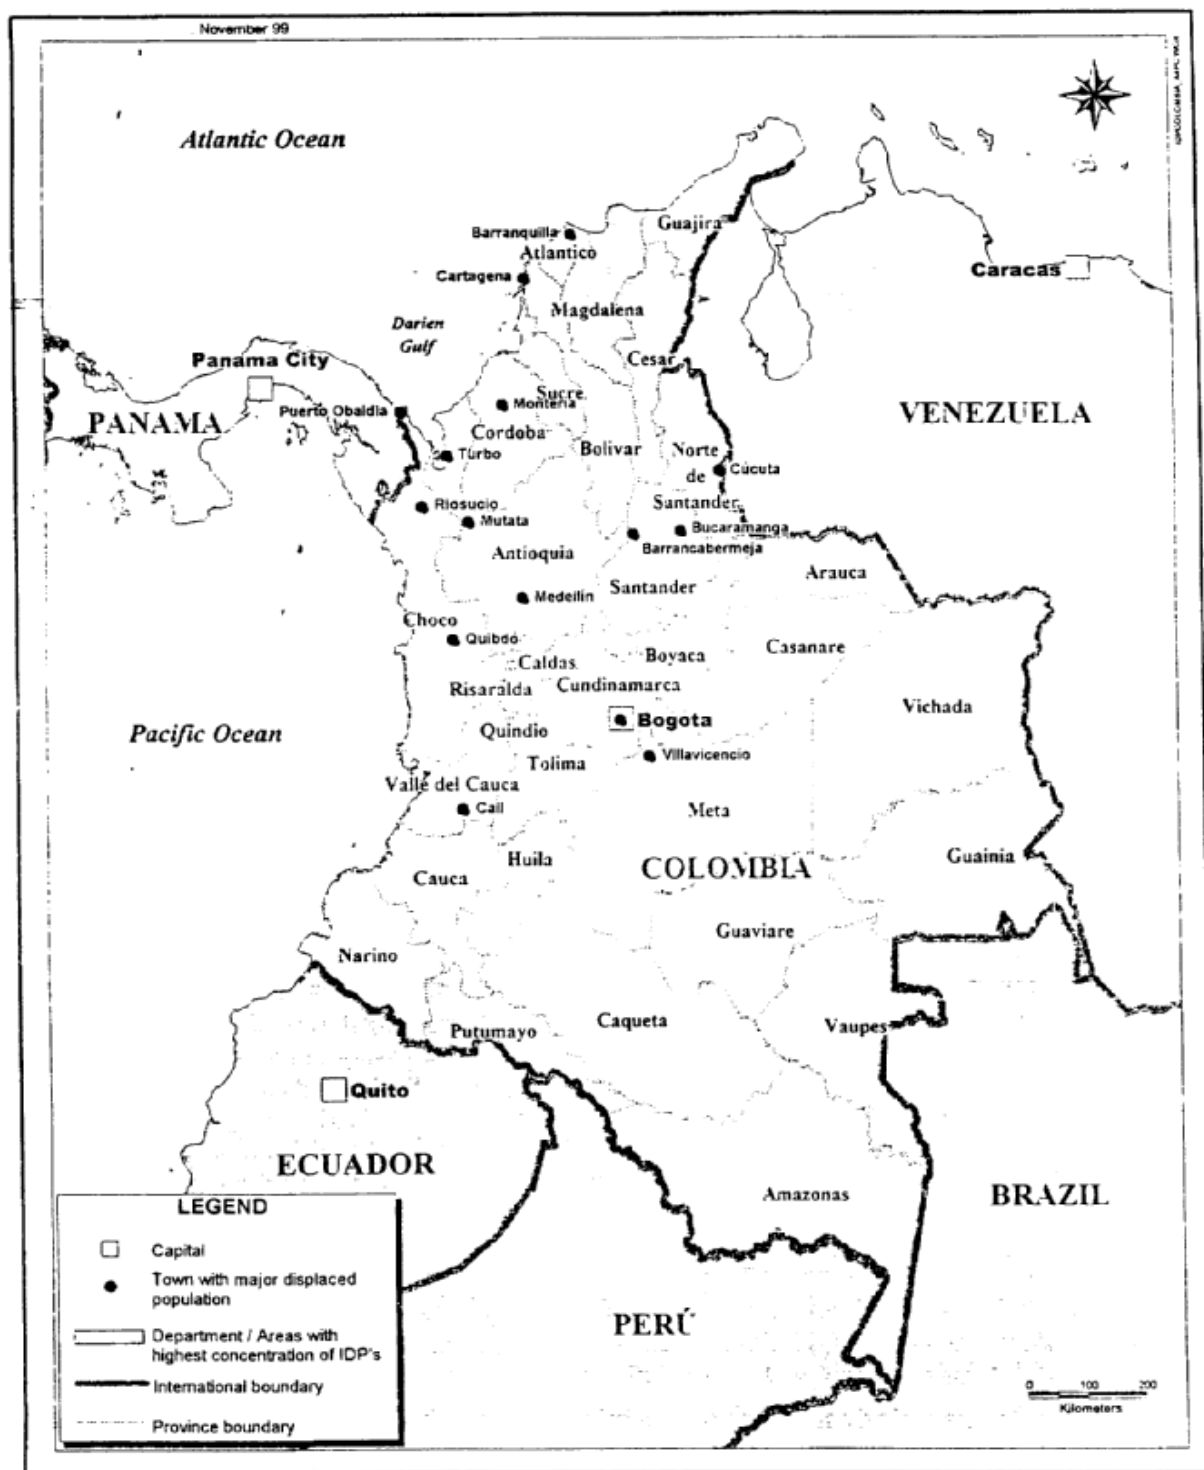 November 99
Atlantic Ocean
Guajira
Barranquilla
Atlantico
Caracas
Cartagena
Magdalena
Darien
Gulf
Cesar
Panama City
Sucre
PANAMA
Puerto Obaldia
Monteria
VENEZUELA
Cordoba
Turbo
Bolivar
Norte
de
Santander
Cúcuta
Riosucio
Mutata
Bucaramanga
Barrancabermeja
Antioquia
Arauca
Santander
Medellin
Choco
Quibdó
Boyaca
Casanare
Caldas
Risaralda
Cundinamarca
Vichada
Bogota
Pacific Ocean
Quindio
Villavicencio
Tolima
Valle del Cauca
Cali
Meta
Huila
COLOMBIA
Guainia
Cauca
Guaviare
Narino
Caqueta
Vaupes
Putumayo
Quito
ECUADOR
Amazonas
BRAZIL
PERÚ
LEGEND
Capital
Town with major displaced
population
Department / Areas with
highest concentration of IDP's
International boundary
Province boundary
0 100 200
Kilometers